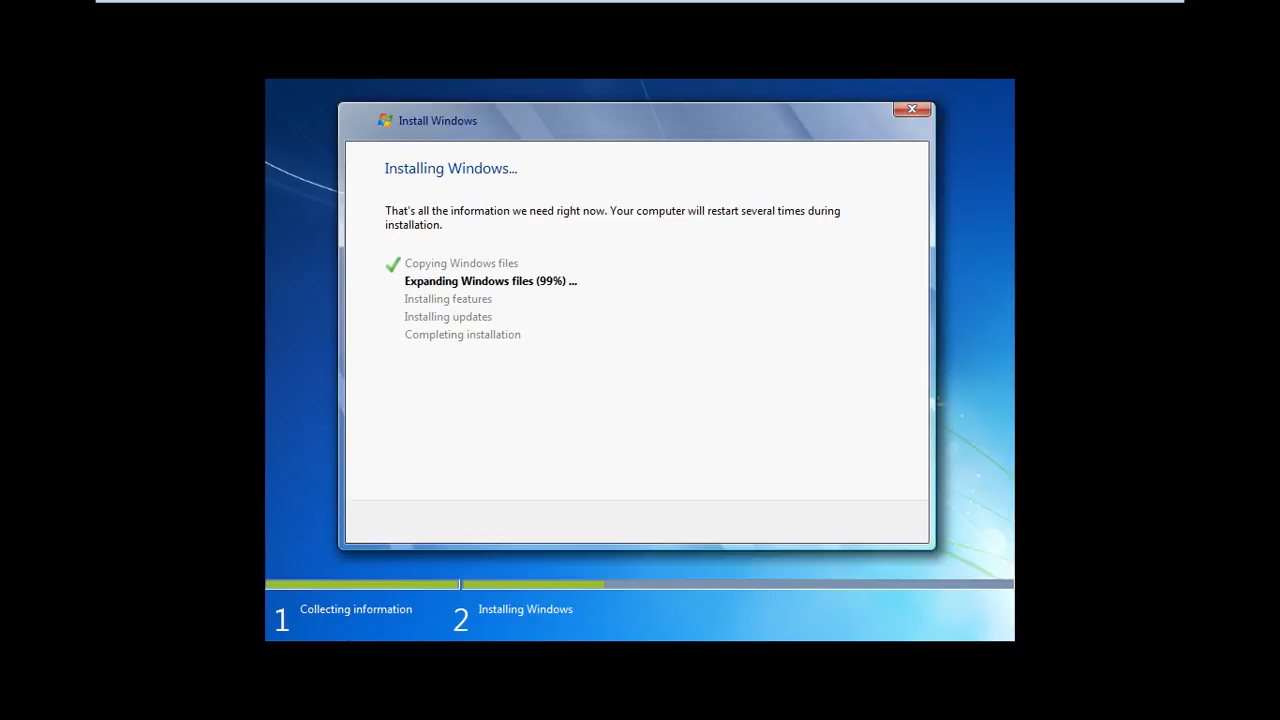 Install Windows
Installing Windows...
That's all the information we need right now. Your computer will restart several times during
installation.
Copying Windows files
Expanding Windows files (99%) ...
Installing features
Installing updates
Completing installation
1 Collecting information
2 Installing Windows